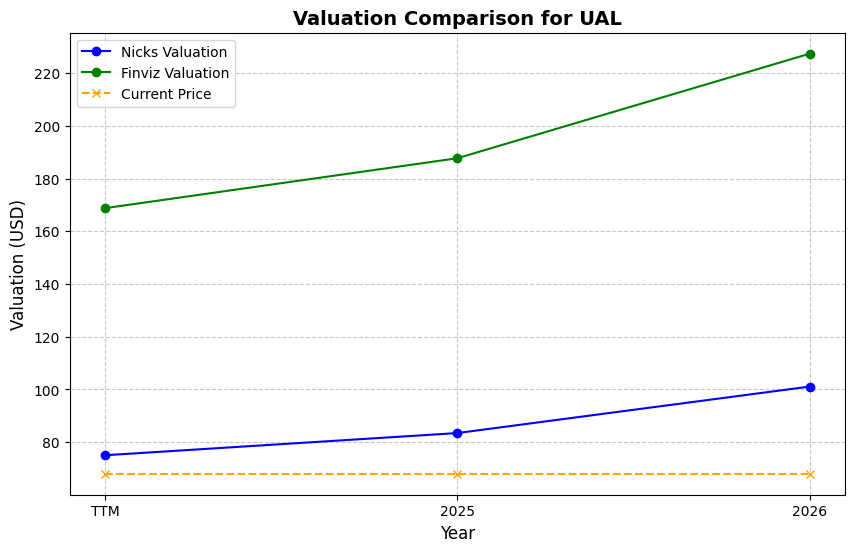 Valuation Comparison for UAL
Nicks Valuation
Finviz Valuation
Current Price
Valuation (USD)
220
200
180
160
140
120
100
80
TTM
2025
2026
Year